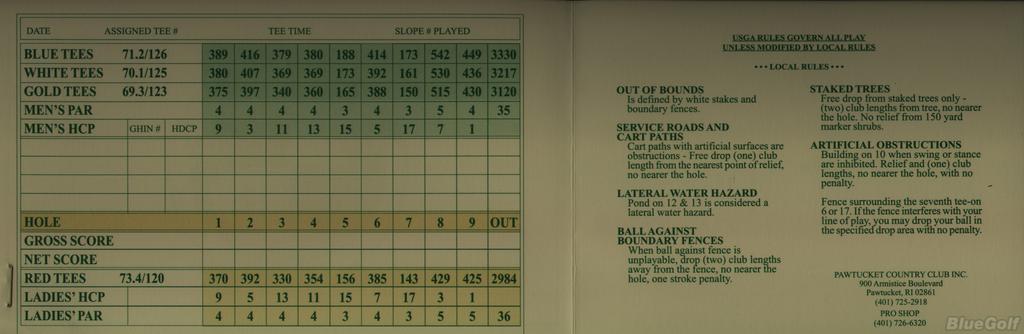 DATE ASSIGNED TEE # TEE TIME SLOPE # PLAYED
BLUE TEES 71.2/126 389 416 379 380 188 414 173 542 449 3330
WHITE TEES 70.1/125 380 407 369 369 173 392 161 530 436 3217
GOLD TEES 69.3/123 375 397 340 360 165 388 150 515 430 3120
MEN'S PAR 4 4 4 4 3 4 3 5 4 35
MEN'S HCP GHIN # HDCP 9 3 11 13 15 5 17 7 1
HOLE 1 2 3 4 5 6 7 8 9 OUT
GROSS SCORE
NET SCORE
RED TEES 73.4/120 370 392 330 354 156 385 143 429 425 2984
LADIES' HCP 9 5 13 11 15 7 17 3 1
LADIES' PAR 4 4 4 4 3 4 3 5 5 36
USGA RULES GOVERN ALL PLAY
UNLESS MODIFIED BY LOCAL RULES
• • • LOCAL RULES • • •
OUT OF BOUNDS
Is defined by white stakes and
boundary fences.
SERVICE ROADS AND
CART PATHS
Cart paths with artificial surfaces are
obstructions - Free drop (one) club
length from the nearest point of relief,
no nearer the hole.
LATERAL WATER HAZARD
Pond on 12 & 13 is considered a
lateral water hazard.
BALL AGAINST
BOUNDARY FENCES
When ball against fence is
unplayable, drop (two) club lengths
away from the fence, no nearer the
hole, one stroke penalty.
STAKED TREES
Free drop from staked trees only -
(two) club lengths from tree, no nearer
the hole. No relief from 150 yard
marker shrubs.
ARTIFICIAL OBSTRUCTIONS
Building on 10 when swing or stance
are inhibited. Relief and (one) club
lengths, no nearer the hole, with no
penalty.
Fence surrounding the seventh tee-on
6 or 17. If the fence interferes with your
line of play, you may drop your ball in
the specified drop area with no penalty.
PAWTUCKET COUNTRY CLUB INC.
900 Armistice Boulevard
Pawtucket, RI 02861
(401) 725-2918
PRO SHOP
(401) 726-6320
BlueGolf